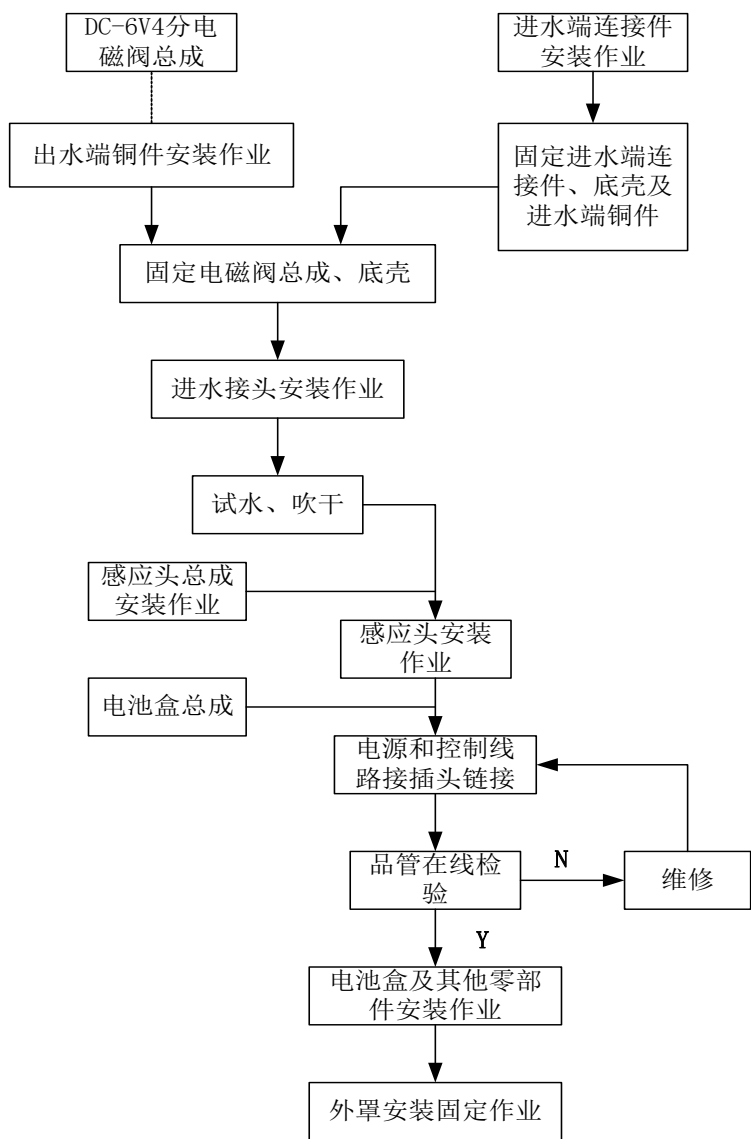 DC-6V4分电
磁阀总成
进水端连接件
安装作业
出水端铜件安装作业
固定进水端连
接件、底壳及
进水端铜件
固定电磁阀总成、底壳
进水接头安装作业
试水、吹干
感应头总成
安装作业
感应头安装
作业
电池盒总成
电源和控制线
路接插头链接
品管在线检
验
N
维修
Y
电池盒及其他零部
件安装作业
外罩安装固定作业